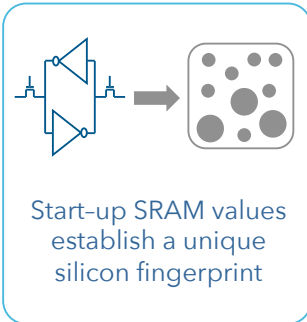 Start–up SRAM values
establish a unique
silicon fingerprint